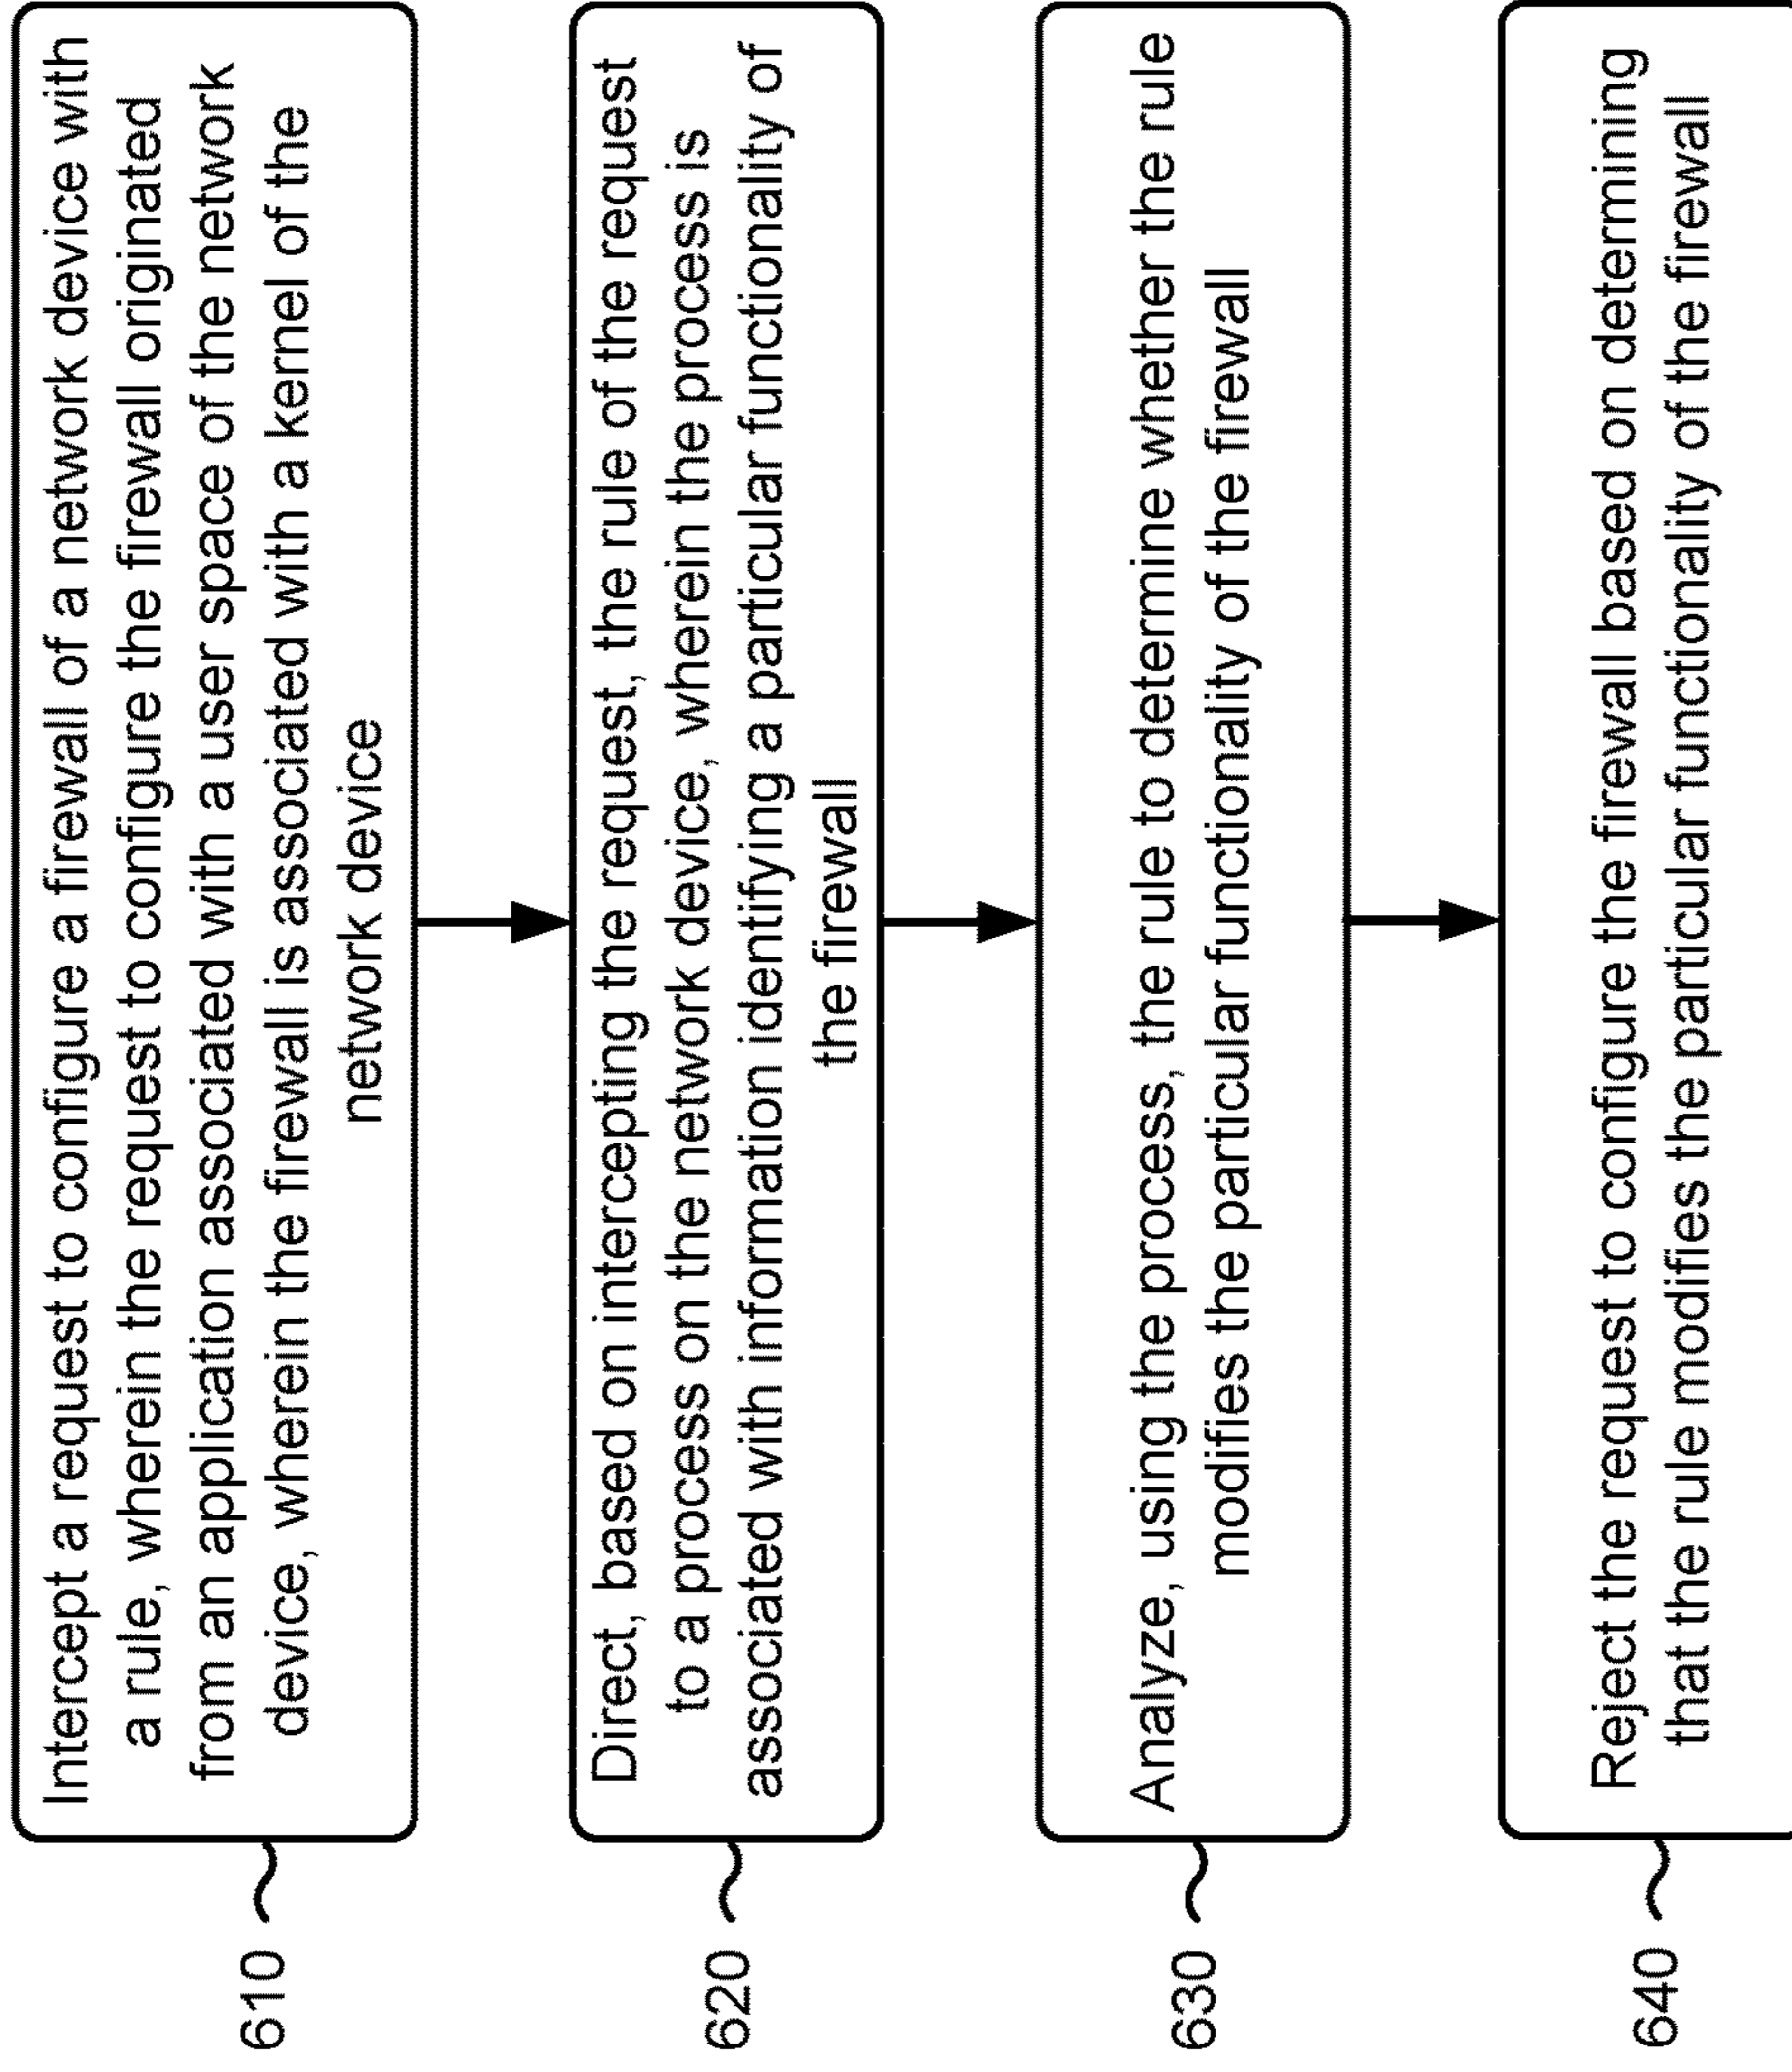 610
Intercept a request to configure a firewall of a network device with
a rule, wherein the request to configure the firewall originated
from an application associated with a user space of the network
device, wherein the firewall is associated with a kernel of the
network device
620
Direct, based on intercepting the request, the rule of the request
to a process on the network device, wherein the process is
associated with information identifying a particular functionality of
the firewall
630
Analyze, using the process, the rule to determine whether the rule
modifies the particular functionality of the firewall
640
Reject the request to configure the firewall based on determining
that the rule modifies the particular functionality of the firewall